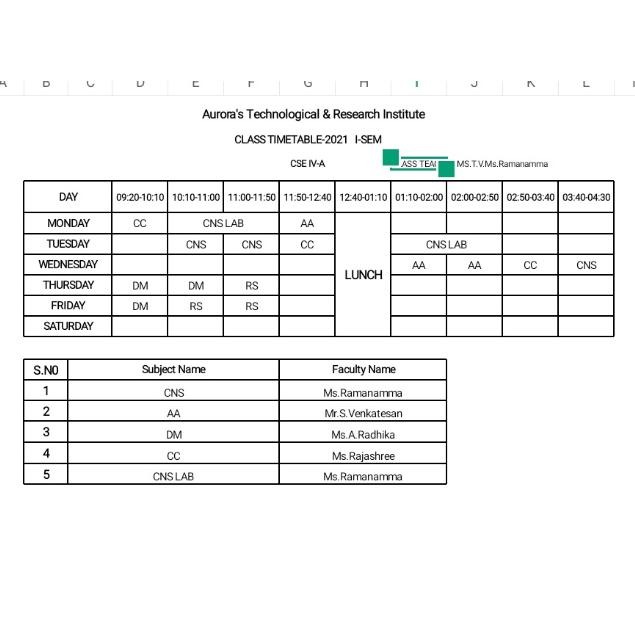 A B C D E F G H I J K L
Aurora's Technological & Research Institute
CLASS TIMETABLE-2021 I-SEM
CSE IV-A ASS TEA MS.T.V.Ms.Ramanamma
DAY 09:20-10:10 10:10-11:00 11:00-11:50 11:50-12:40 12:40-01:10 01:10-02:00 02:00-02:50 02:50-03:40 03:40-04:30
MONDAY CC CNS LAB AA
TUESDAY CNS CNS CC CNS LAB
WEDNESDAY AA AA CC CNS
LUNCH
THURSDAY DM DM RS
FRIDAY DM RS RS
SATURDAY
S.N0 Subject Name Faculty Name
1 CNS Ms.Ramanamma
2 AA Mr.S.Venkatesan
3 DM Ms.A.Radhika
4 CC Ms.Rajashree
5 CNS LAB Ms.Ramanamma